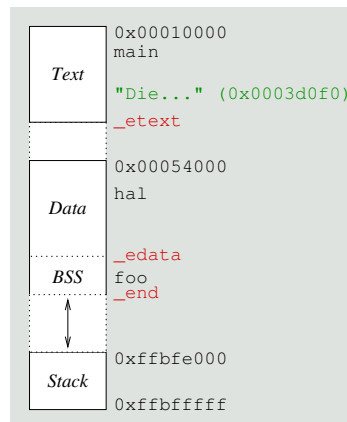 0x00010000
main
Text
"Die..." (0x0003d0f0)
_etext
0x00054000
hal
Data
_edata
BSS
foo
_end
0xffbfe000
Stack
0xffbfffff